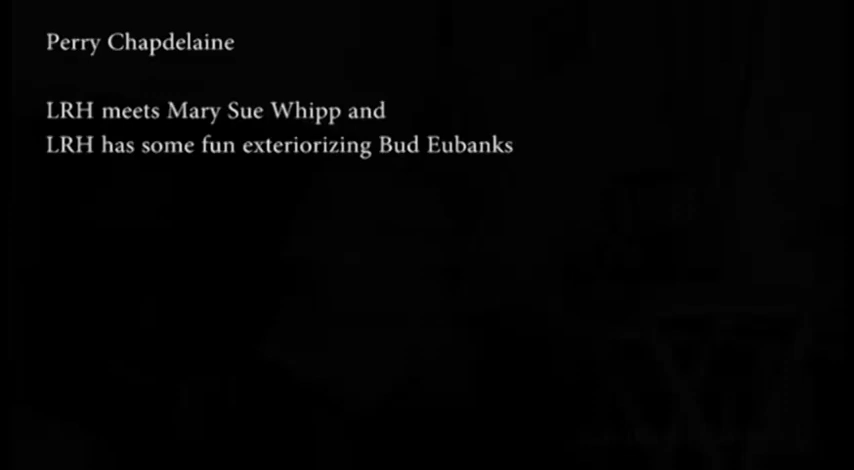 Perry Chapdelaine
LRH meets Mary Sue Whipp and
LRH has some fun exteriorizing Bud Eubanks